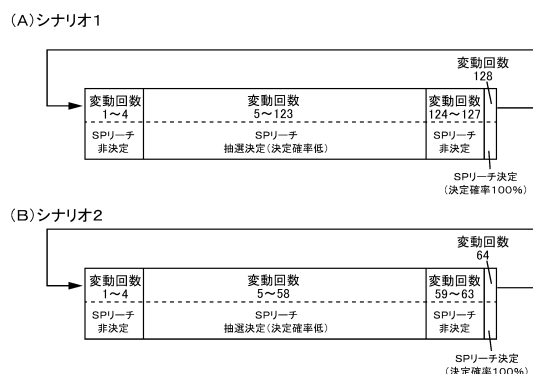 (A)シナリオ1
変動回数
128
変動回数
1～4
変動回数
5～123
変動回数
124～127
SPリーチ
非決定
SPリーチ
抽選決定(決定確率低)
SPリーチ
非決定
SPリーチ決定
(決定確率100%)
(B)シナリオ2
変動回数
64
変動回数
1～4
変動回数
5～58
変動回数
59～63
SPリーチ
非決定
SPリーチ
抽選決定(決定確率低)
SPリーチ
非決定
SPリーチ決定
(決定確率100%)